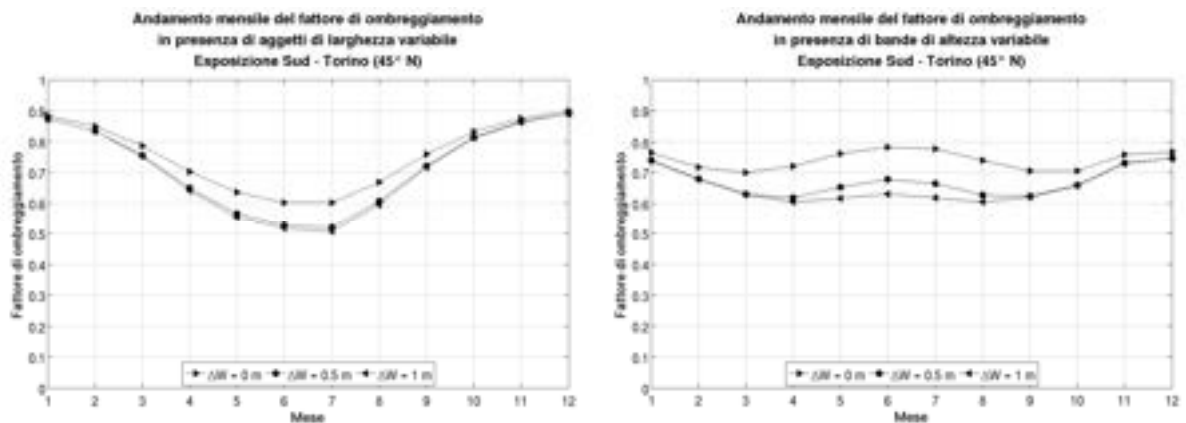 Andamento mensile del fattore di ombreggiamento
in presenza di aggetti di larghezza variabile
Esposizione Sud - Torino (45° N)
1
0.9
0.8
0.7
0.6
0.5
0.4
0.3
0.2
0.1
0
Fattore di ombreggiamento
ΔW = 0 m ΔW = 0.5 m ΔW = 1 m
1 2 3 4 5 6 7 8 9 10 11 12
Mese
Andamento mensile del fattore di ombreggiamento
in presenza di bande di altezza variabile
Esposizione Sud - Torino (45° N)
1
0.9
0.8
0.7
0.6
0.5
0.4
0.3
0.2
0.1
0
Fattore di ombreggiamento
ΔW = 0 m ΔW = 0.5 m ΔW = 1 m
1 2 3 4 5 6 7 8 9 10 11 12
Mese